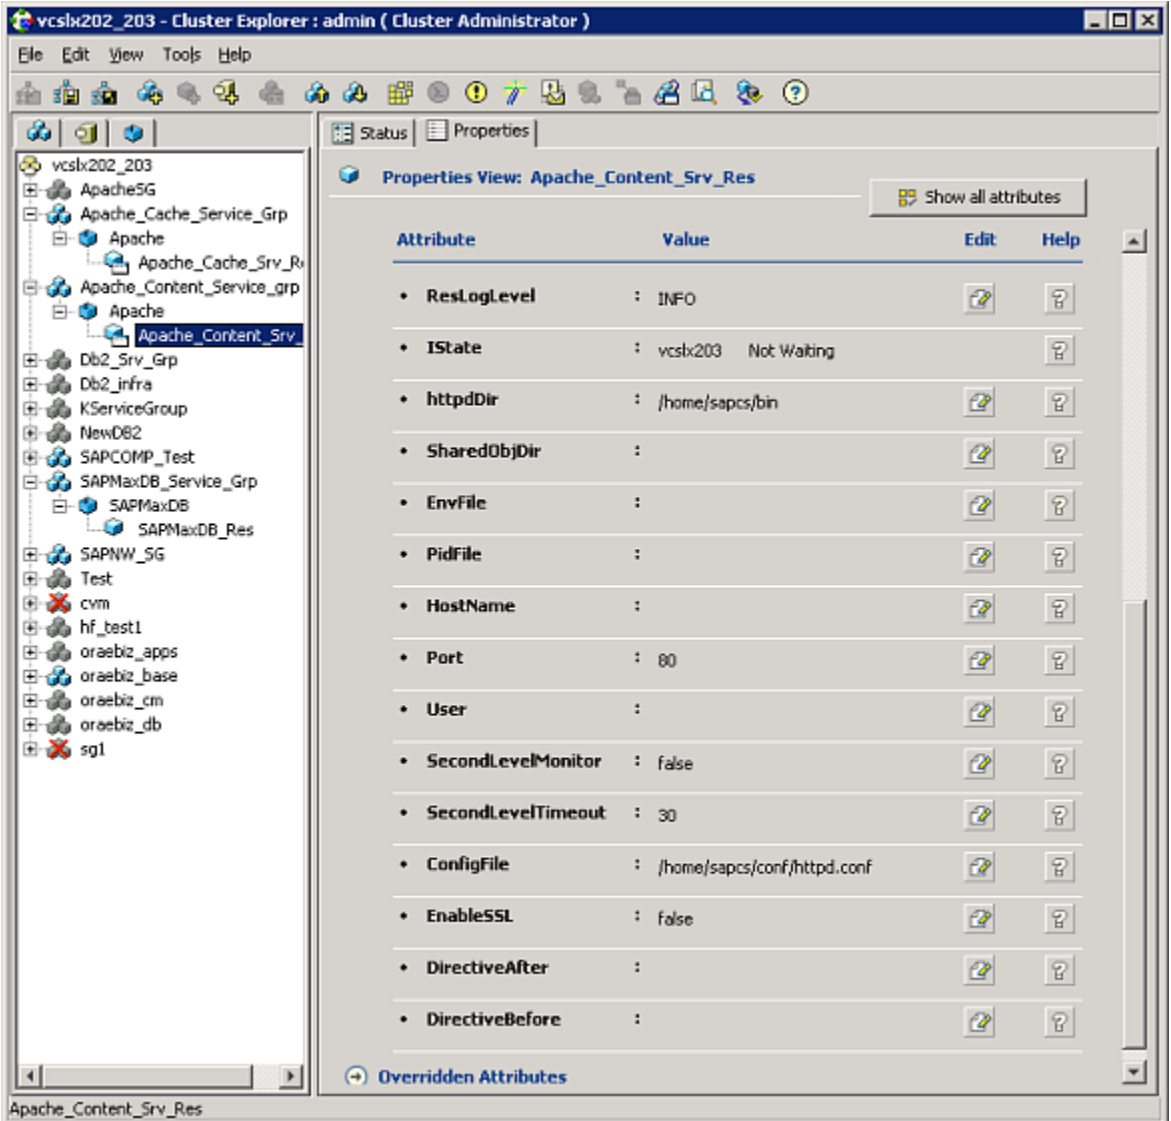 vcslx202_203 - Cluster Explorer : admin ( Cluster Administrator )
File Edit View Tools Help
Status Properties
vcslx202_203
ApacheSG
Apache_Cache_Service_Grp
Apache
Apache_Cache_Srv_R
Apache_Content_Service_grp
Apache
Apache_Content_Srv_
Db2_Srv_Grp
Db2_infra
KServiceGroup
NewDB2
SAPCOMP_Test
SAPMaxDB_Service_Grp
SAPMaxDB
SAPMaxDB_Res
SAPNW_SG
Test
cvm
hf_test1
oraebiz_apps
oraebiz_base
oraebiz_cm
oraebiz_db
sg1
Properties View: Apache_Content_Srv_Res
Show all attributes
Attribute Value Edit Help
• ResLogLevel : INFO
• IState : vcslx203 Not Waiting
• httpdDir : /home/sapcs/bin
• SharedObjDir :
• EnvFile :
• PidFile :
• HostName :
• Port : 80
• User :
• SecondLevelMonitor : false
• SecondLevelTimeout : 30
• ConfigFile : /home/sapcs/conf/httpd.conf
• EnableSSL : false
• DirectiveAfter :
• DirectiveBefore :
Overridden Attributes
Apache_Content_Srv_Res